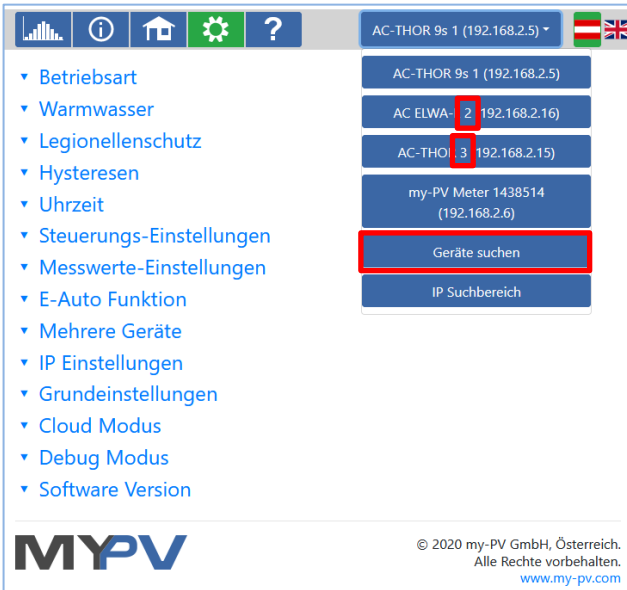 ?
AC-THOR 9s 1 (192.168.2.5)
Betriebsart
Warmwasser
Legionellenschutz
Hysteresen
Uhrzeit
Steuerungs-Einstellungen
Messwerte-Einstellungen
E-Auto Funktion
Mehrere Geräte
IP Einstellungen
Grundeinstellungen
Cloud Modus
Debug Modus
Software Version
AC-THOR 9s 1 (192.168.2.5)
AC ELWA- 2 192.168.2.16)
AC-THO 3 192.168.2.15)
my-PV Meter 1438514
(192.168.2.6)
Geräte suchen
IP Suchbereich
MYPV
© 2020 my-PV GmbH, Österreich.
Alle Rechte vorbehalten.
www.my-pv.com